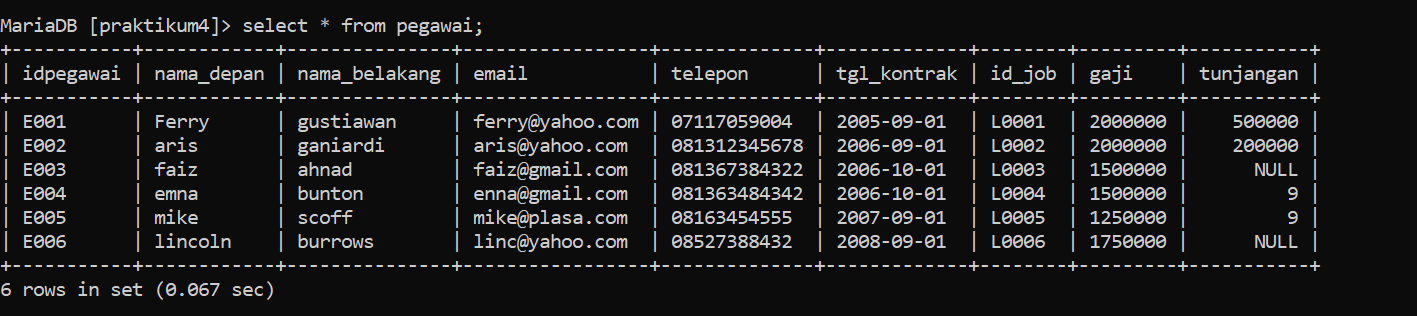 MariaDB [praktikum4]> select * from pegawai;
+-----------+------------+---------------+-----------------+--------------+-------------+--------+---------+-----------+
| idpegawai | nama_depan | nama_belakang | email           | telepon      | tgl_kontrak | id_job | gaji    | tunjangan |
+-----------+------------+---------------+-----------------+--------------+-------------+--------+---------+-----------+
| E001      | Ferry      | gustiawan     | ferry@yahoo.com | 07117059004  | 2005-09-01  | L0001  | 2000000 |    500000 |
| E002      | aris       | ganiardi      | aris@yahoo.com  | 081312345678 | 2006-09-01  | L0002  | 2000000 |    200000 |
| E003      | faiz       | ahnad         | faiz@gmail.com  | 081367384322 | 2006-10-01  | L0003  | 1500000 |      NULL |
| E004      | emna       | bunton        | enna@gmail.com  | 081363484342 | 2006-10-01  | L0004  | 1500000 |         9 |
| E005      | mike       | scoff         | mike@plasa.com  | 08163454555  | 2007-09-01  | L0005  | 1250000 |         9 |
| E006      | lincoln    | burrows       | linc@yahoo.com  | 08527388432  | 2008-09-01  | L0006  | 1750000 |      NULL |
+-----------+------------+---------------+-----------------+--------------+-------------+--------+---------+-----------+
6 rows in set (0.067 sec)